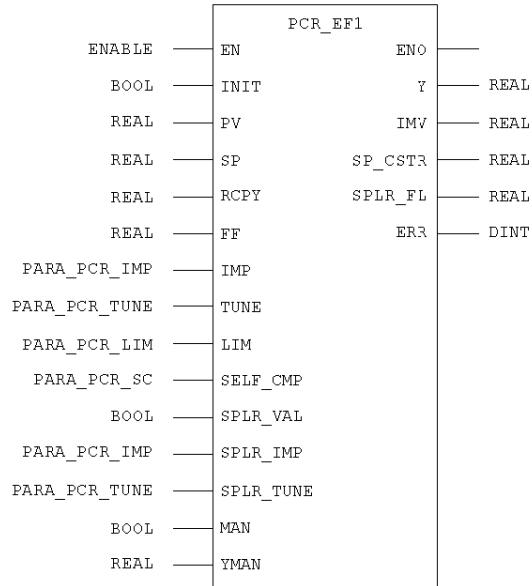 PCR_EF1
ENABLE EN ENO
BOOL INIT Y REAL
REAL PV IMV REAL
REAL SP SP_CSTR REAL
REAL RCPY SPLR_FL REAL
REAL FF ERR DINT
PARA_PCR_IMP IMP
PARA_PCR_TUNE TUNE
PARA_PCR_LIM LIM
PARA_PCR_SC SELF_CMP
BOOL SPLR_VAL
PARA_PCR_IMP SPLR_IMP
PARA_PCR_TUNE SPLR_TUNE
BOOL MAN
REAL YMAN